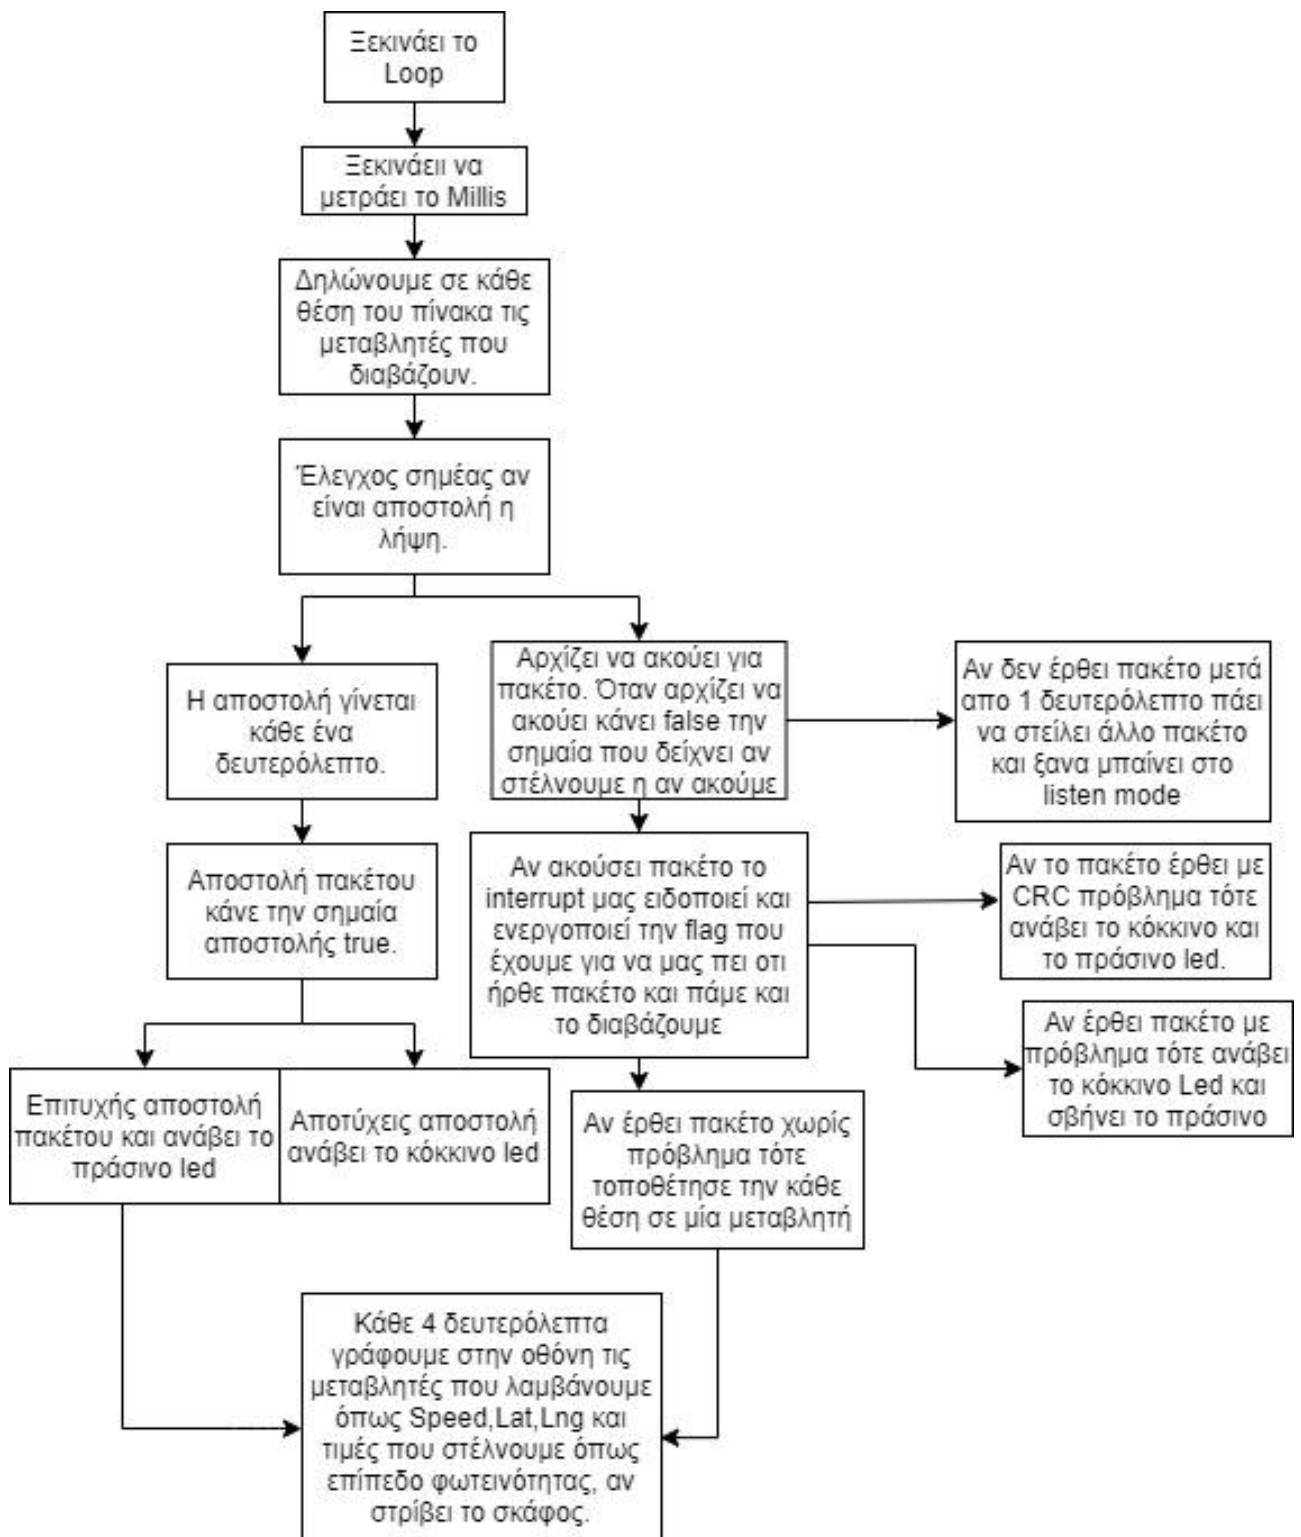 Ξεκινάει το
Loop
Ξεκινάειι να
μετράει το Millis
Δηλώνουμε σε κάθε
θέση του πίνακα τις
μεταβλητές που
διαβάζουν.
Έλεγχος σημέας αν
είναι αποστολή η
λήψη.
Η αποστολή γίνεται
κάθε ένα
δευτερόλεπτο.
Αρχίζει να ακούει για
πακέτο. Όταν αρχίζει να
ακούει κάνει false την
σημαία που δείχνει αν
στέλνουμε η αν ακούμε
Αν δεν έρθει πακέτο μετά
απο 1 δευτερόλεπτο πάει
να στείλει άλλο πακέτο
και ξανα μπαίνει στο
listen mode
Αποστολή πακέτου
κάνε την σημαία
αποστολής true.
Αν ακούσει πακέτο το
interrupt μας ειδοποιεί και
ενεργοποιεί την flag που
έχουμε για να μας πει οτι
ήρθε πακέτο και πάμε και
το διαβάζουμε
Αν το πακέτο έρθει με
CRC πρόβλημα τότε
ανάβει το κόκκινο και
το πράσινο led.
Αν έρθει πακέτο με
πρόβλημα τότε ανάβει
το κόκκινο Led και
σβήνει το πράσινο
Επιτυχής αποστολή
πακέτου και ανάβει το
πράσινο led
Αποτύχεις αποστολή
ανάβει το κόκκινο led
Αν έρθει πακέτο χωρίς
πρόβλημα τότε
τοποθέτησε την κάθε
θέση σε μία μεταβλητή
Κάθε 4 δευτερόλεπτα
γράφουμε στην οθόνη τις
μεταβλητές που λαμβάνουμε
όπως Speed,Lat,Lng και
τιμές που στέλνουμε όπως
επίπεδο φωτεινότητας, αν
στρίβει το σκάφος.